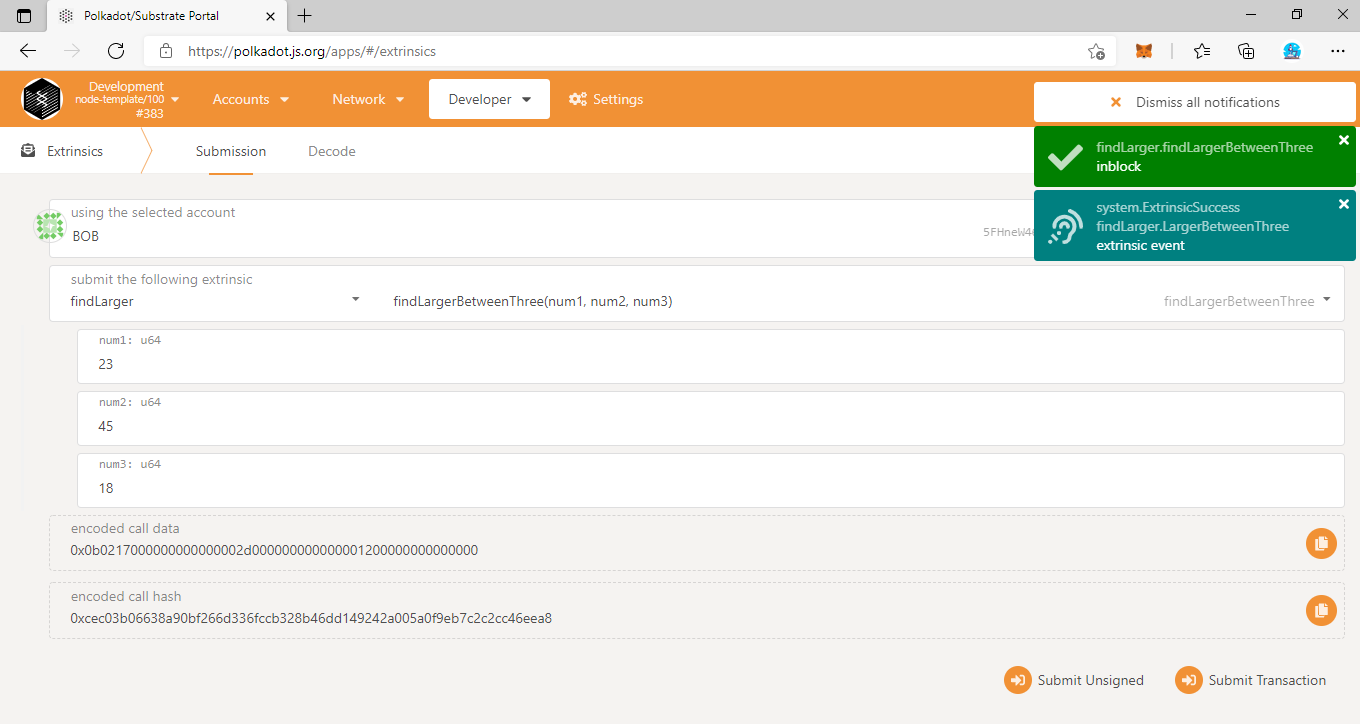 Polkadot/Substrate Portal
https://polkadot.js.org/apps/#/extrinsics
Development
node-template/100
#383
Accounts
Network
Developer
Settings
Dismiss all notifications
Extrinsics
Submission
Decode
findLarger.findLargerBetweenThree
inblock
system.ExtrinsicSuccess
findLarger.LargerBetweenThree
extrinsic event
using the selected account
BOB
submit the following extrinsic
findLarger
findLargerBetweenThree(num1, num2, num3)
findLargerBetweenThree
num1: u64
23
num2: u64
45
num3: u64
18
encoded call data
0x0b0217000000000000002d000000000000001200000000000000
encoded call hash
0xcec03b06638a90bf266d336fccb328b46dd149242a005a0f9eb7c2c2cc46eea8
Submit Unsigned
Submit Transaction